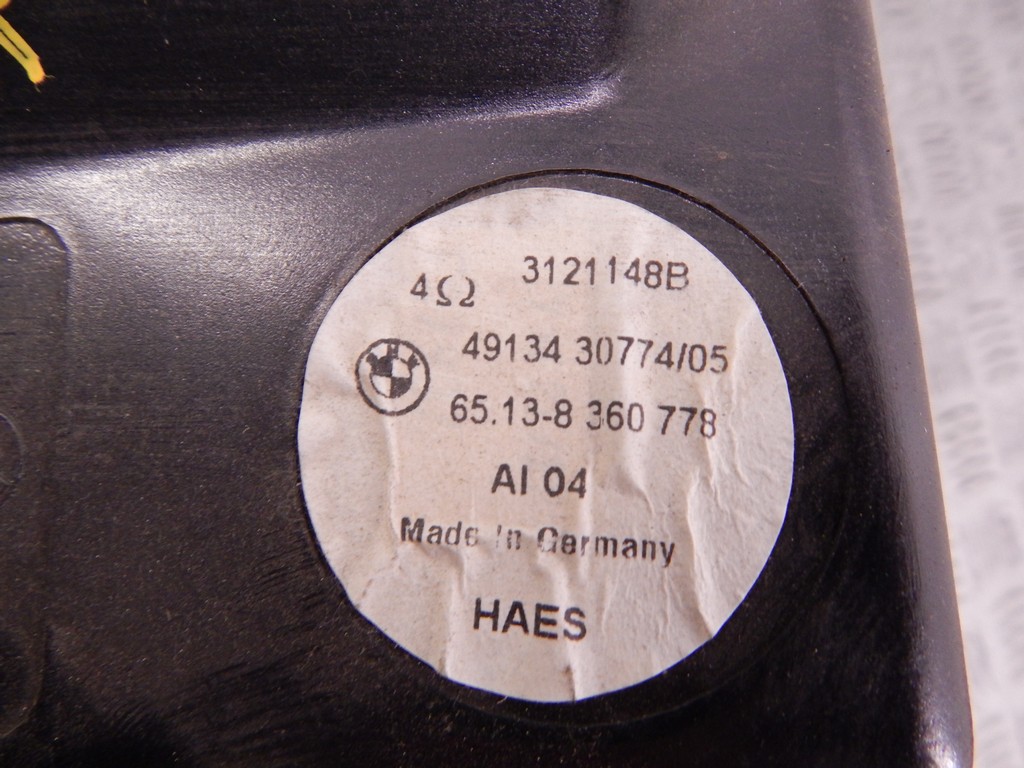 3121148B
4Ω
49134 30774/05
65.13-8 360 778
AI 04
Made In Germany
HAES